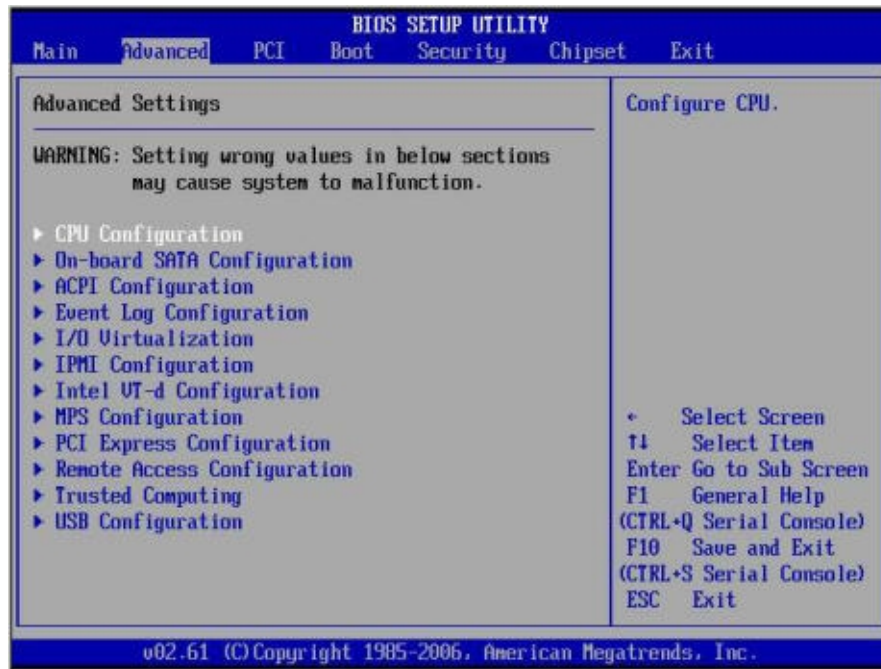 BIOS SETUP UTILITY
Main Advanced PCI Boot Security Chipset Exit
Advanced Settings
WARNING: Setting wrong values in below sections
may cause system to malfunction.
CPU Configuration
On-board SATA Configuration
ACPI Configuration
Event Log Configuration
I/O Virtualization
IPMI Configuration
Intel VT-d Configuration
MPS Configuration
PCI Express Configuration
Remote Access Configuration
Trusted Computing
USB Configuration
Configure CPU.
← Select Screen
↑↓ Select Item
Enter Go to Sub Screen
F1 General Help
(CTRL+Q Serial Console)
F10 Save and Exit
(CTRL+S Serial Console)
ESC Exit
v02.61 (C)Copyright 1985-2006, American Megatrends, Inc.